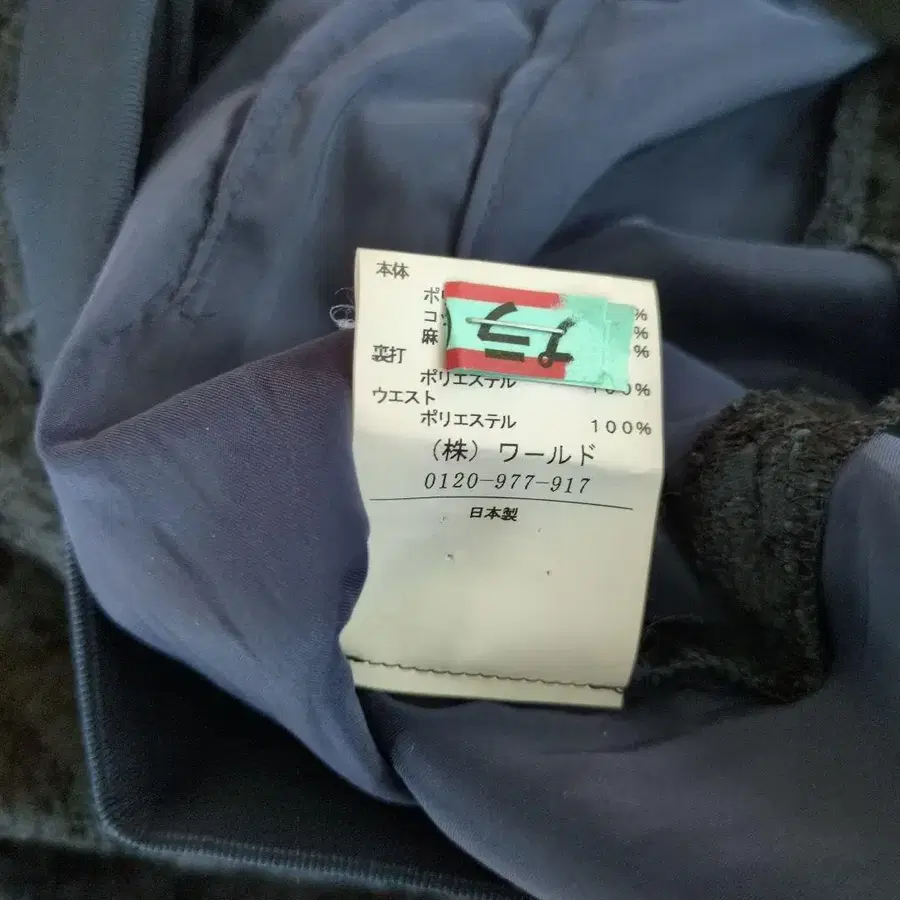 本体
ポ %
コ %
麻 %
裏打
ポリエステル 100%
ウエスト
ポリエステル 100%
(株) ワールド
0120-977-917
日本製